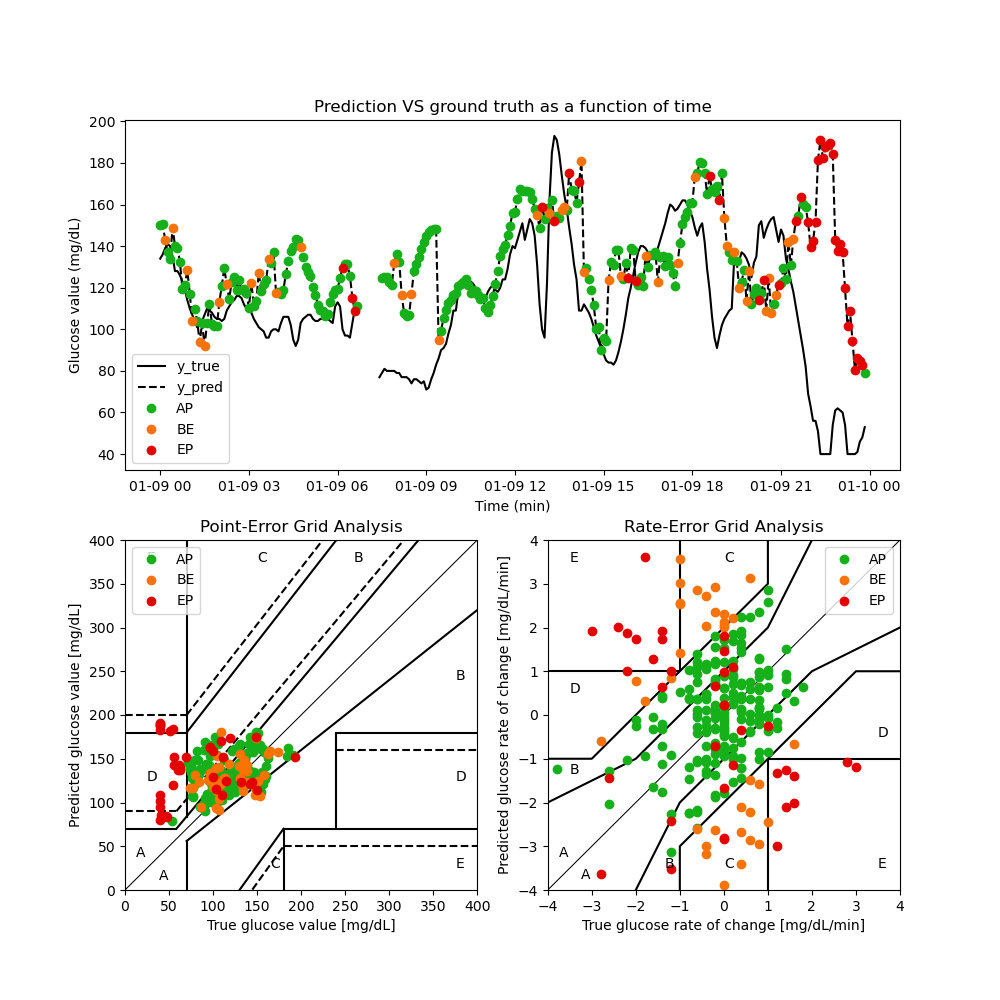 Prediction VS ground truth as a function of time
Glucose value (mg/dL)
200
180
160
140
120
100
80
60
40
y_true
y_pred
AP
BE
EP
01-09 00 01-09 03 01-09 06 01-09 09 01-09 12 01-09 15 01-09 18 01-09 21 01-10 00
Time (min)
Point-Error Grid Analysis
Predicted glucose value [mg/dL]
400
350
300
250
200
150
100
50
0
AP
BE
EP
C B
B
D D
A
A C E
0 50 100 150 200 250 300 350 400
True glucose value [mg/dL]
Rate-Error Grid Analysis
Predicted glucose rate of change [mg/dL/min]
4
3
2
1
0
−1
−2
−3
−4
AP
BE
EP
E C
D
D
B
A
A B C E
−4 −3 −2 −1 0 1 2 3 4
True glucose rate of change [mg/dL/min]